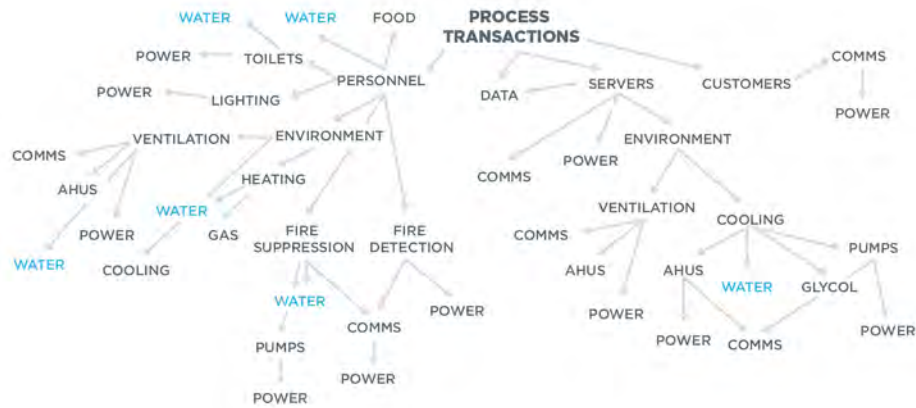 WATER
WATER
FOOD
PROCESS
TRANSACTIONS
POWER
TOILETS
COMMS
PERSONNEL
DATA
SERVERS
CUSTOMERS
POWER
LIGHTING
POWER
VENTILATION
ENVIRONMENT
ENVIRONMENT
COMMS
POWER
COMMS
AHUS
HEATING
WATER
VENTILATION
COOLING
POWER
GAS
FIRE
SUPPRESSION
FIRE
DETECTION
COMMS
PUMPS
WATER
COOLING
AHUS
AHUS
WATER
GLYCOL
WATER
POWER
POWER
COMMS
POWER
COMMS
POWER
PUMPS
POWER
POWER